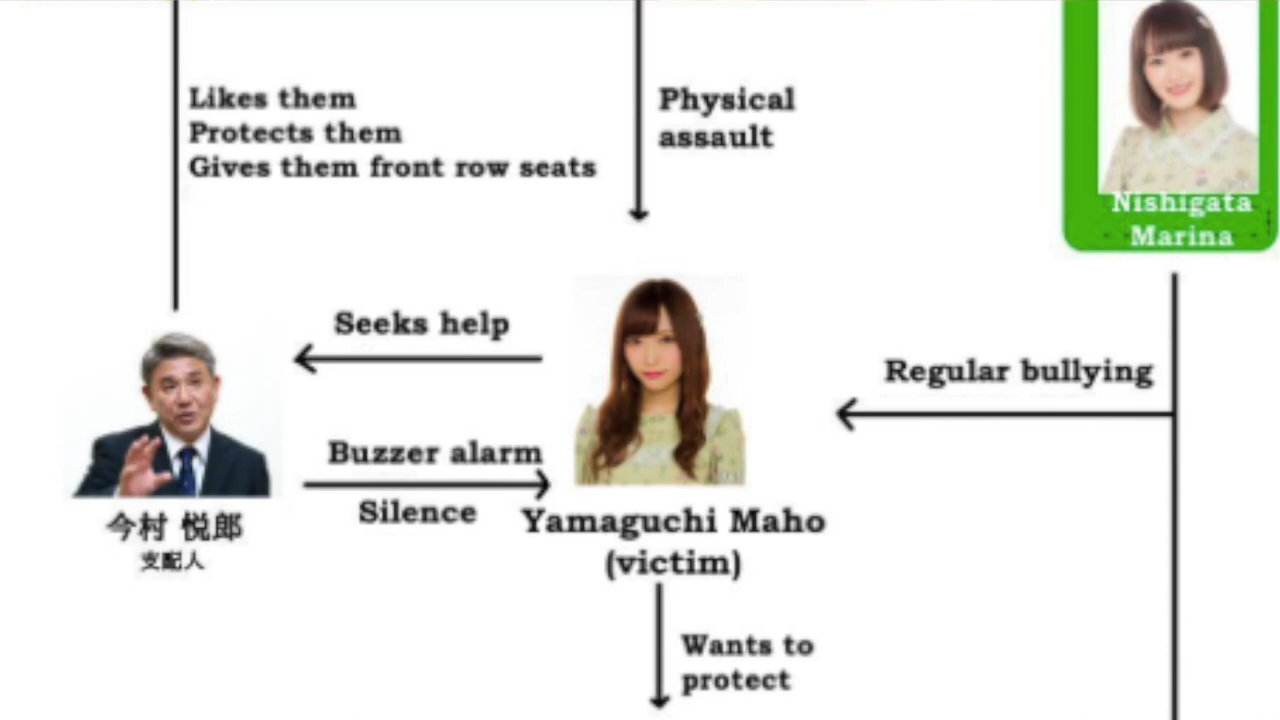 Likes them
Protects them
Gives them front row seats
Physical
assault
Nishigata
Marina
Seeks help
Regular bullying
Buzzer alarm
Silence
今村 悦郎
支配人
Yamaguchi Maho
(victim)
Wants to
protect